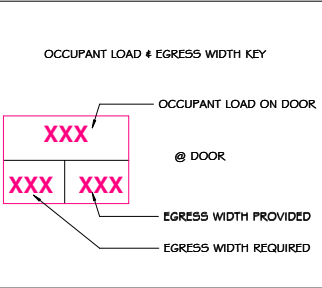 OCCUPANT LOAD & EGRESS WIDTH KEY
OCCUPANT LOAD ON DOOR
XXX
@ DOOR
XXX XXX
EGRESS WIDTH PROVIDED
EGRESS WIDTH REQUIRED